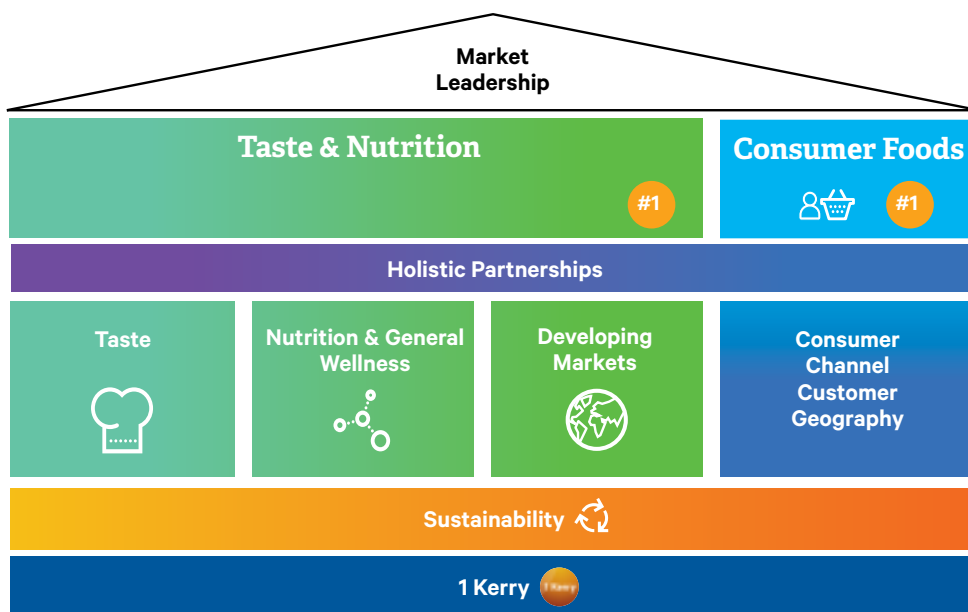 Market
Leadership
Taste & Nutrition
#1
Consumer Foods
#1
Holistic Partnerships
Taste
Nutrition & General
Wellness
Developing
Markets
Consumer
Channel
Customer
Geography
Sustainability
1 Kerry